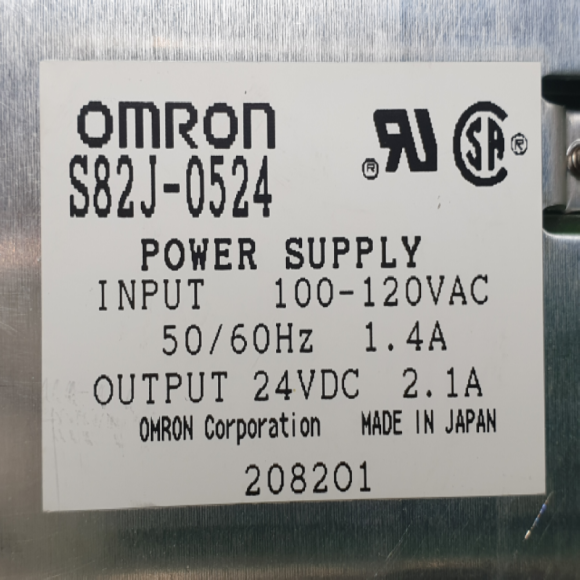 OMRON
S82J-0524
POWER SUPPLY
INPUT 100-120VAC
50/60Hz 1.4A
OUTPUT 24VDC 2.1A
OMRON Corporation MADE IN JAPAN
208201